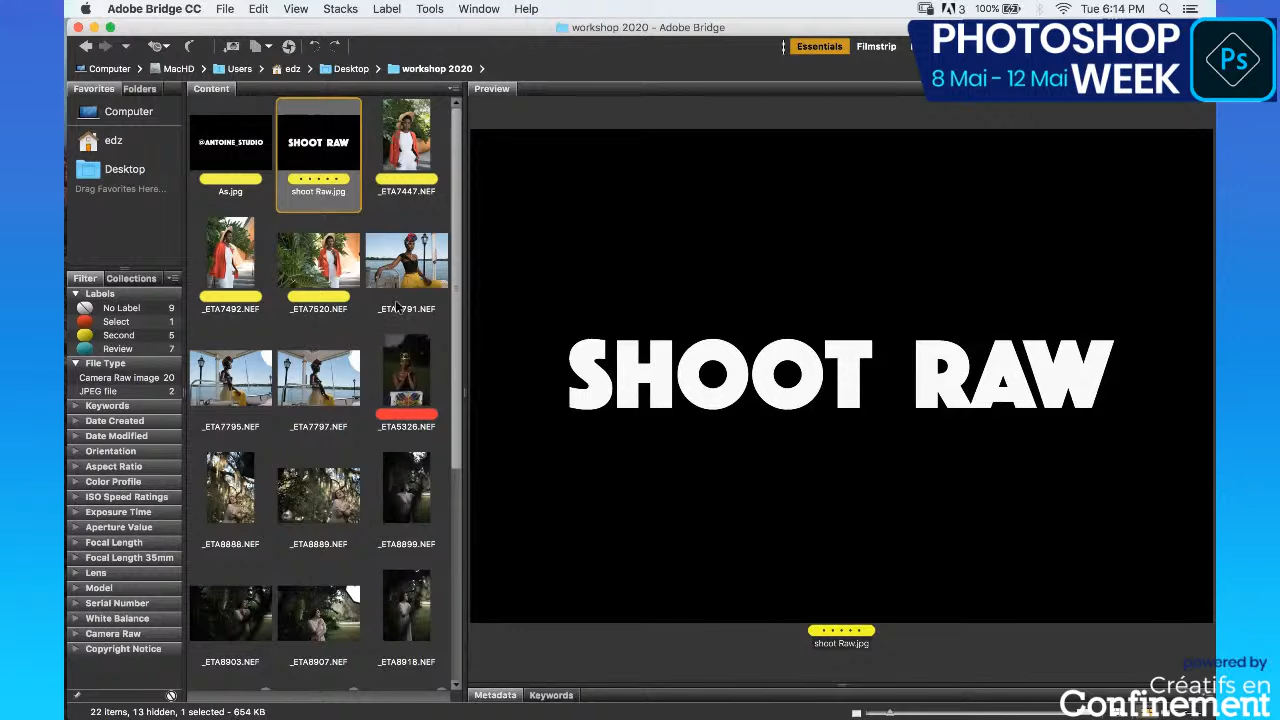 Adobe Bridge CC File Edit View Stacks Label Tools Window Help 3 100% Tue 6:14 PM
workshop 2020 - Adobe Bridge
Essentials Filmstrip
PHOTOSHOP
8 Mai - 12 Mai WEEK
Ps
Computer MacHD Users edz Desktop workshop 2020
Favorites Folders
Computer
edz
Desktop
Drag Favorites Here...
Filter Collections
Labels
No Label 9
Select 1
Second 5
Review 7
File Type
Camera Raw image 20
JPEG file 2
Keywords
Date Created
Date Modified
Orientation
Aspect Ratio
Color Profile
ISO Speed Ratings
Exposure Time
Aperture Value
Focal Length
Focal Length 35mm
Lens
Model
Serial Number
White Balance
Camera Raw
Copyright Notice
Content
@ANTOINE_STUDIO SHOOT RAW
As.jpg shoot Raw.jpg _ETA7447.NEF
_ETA7492.NEF _ETA7520.NEF
_ETA7795.NEF _ETA7797.NEF _ETA5326.NEF
_ETA8888.NEF _ETA8889.NEF _ETA8899.NEF
_ETA8903.NEF _ETA8907.NEF _ETA8918.NEF
Preview
SHOOT RAW
shoot Raw.jpg
Metadata Keywords
22 items, 13 hidden, 1 selected - 654 KB
powered by
Créatifs en
Confinement